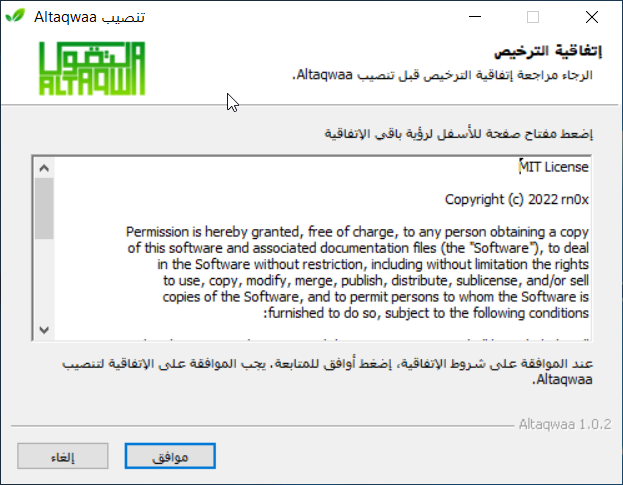 تنصيب Altaqwaa
التقوى
ALTAQWA
إتفاقية الترخيص
الرجاء مراجعة إتفاقية الترخيص قبل تنصيب Altaqwaa.
إضغط مفتاح صفحة للأسفل لرؤية باقي الإتفاقية
MIT License
Copyright (c) 2022 rn0x
Permission is hereby granted, free of charge, to any person obtaining a copy
of this software and associated documentation files (the "Software"), to deal
in the Software without restriction, including without limitation the rights
to use, copy, modify, merge, publish, distribute, sublicense, and/or sell
copies of the Software, and to permit persons to whom the Software is
furnished to do so, subject to the following conditions:
عند الموافقة على شروط الإتفاقية، إضغط أوافق للمتابعة. يجب الموافقة على الإتفاقية لتنصيب
Altaqwaa.
Altaqwaa 1.0.2
موافق
إلغاء